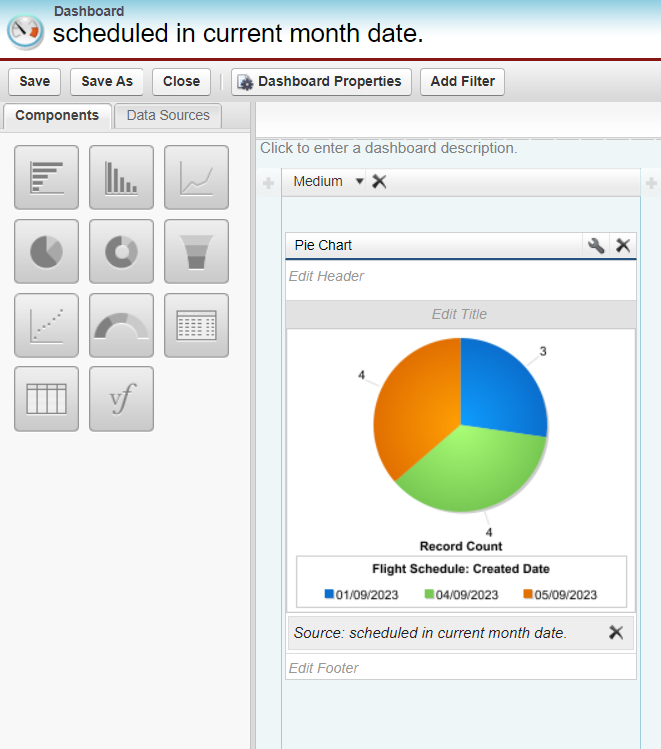 Dashboard
scheduled in current month date.
Save Save As Close Dashboard Properties Add Filter
Components Data Sources
Click to enter a dashboard description.
Medium
Pie Chart
Edit Header
Edit Title
3
4
4
Record Count
Flight Schedule: Created Date
01/09/2023 04/09/2023 05/09/2023
Source: scheduled in current month date.
Edit Footer
vf